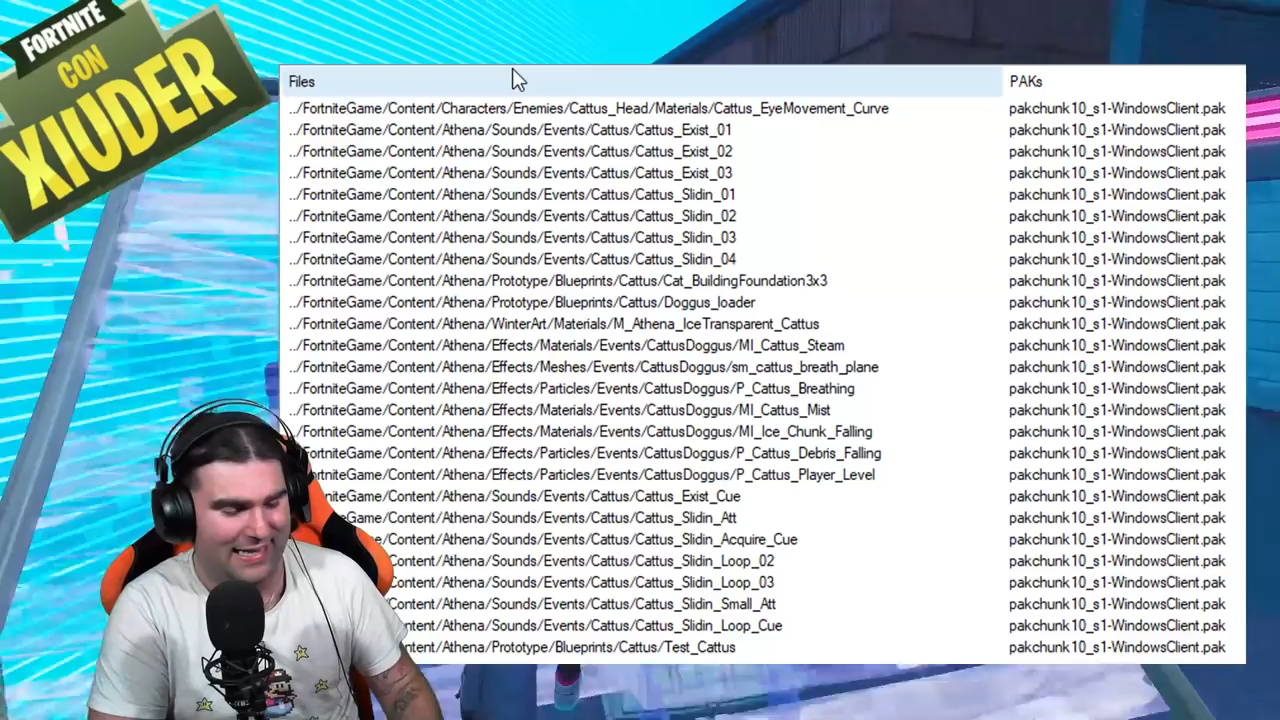 FORTNITE
CON
XIUDER
Files PAKs
../FortniteGame/Content/Characters/Enemies/Cattus_Head/Materials/Cattus_EyeMovement_Curve pakchunk10_s1-WindowsClient.pak
../FortniteGame/Content/Athena/Sounds/Events/Cattus/Cattus_Exist_01 pakchunk10_s1-WindowsClient.pak
../FortniteGame/Content/Athena/Sounds/Events/Cattus/Cattus_Exist_02 pakchunk10_s1-WindowsClient.pak
../FortniteGame/Content/Athena/Sounds/Events/Cattus/Cattus_Exist_03 pakchunk10_s1-WindowsClient.pak
../FortniteGame/Content/Athena/Sounds/Events/Cattus/Cattus_Slidin_01 pakchunk10_s1-WindowsClient.pak
../FortniteGame/Content/Athena/Sounds/Events/Cattus/Cattus_Slidin_02 pakchunk10_s1-WindowsClient.pak
../FortniteGame/Content/Athena/Sounds/Events/Cattus/Cattus_Slidin_03 pakchunk10_s1-WindowsClient.pak
../FortniteGame/Content/Athena/Sounds/Events/Cattus/Cattus_Slidin_04 pakchunk10_s1-WindowsClient.pak
../FortniteGame/Content/Athena/Prototype/Blueprints/Cattus/Cat_BuildingFoundation3x3 pakchunk10_s1-WindowsClient.pak
../FortniteGame/Content/Athena/Prototype/Blueprints/Cattus/Doggus_loader pakchunk10_s1-WindowsClient.pak
../FortniteGame/Content/Athena/WinterArt/Materials/M_Athena_IceTransparent_Cattus pakchunk10_s1-WindowsClient.pak
../FortniteGame/Content/Athena/Effects/Materials/Events/CattusDoggus/MI_Cattus_Steam pakchunk10_s1-WindowsClient.pak
../FortniteGame/Content/Athena/Effects/Meshes/Events/CattusDoggus/sm_cattus_breath_plane pakchunk10_s1-WindowsClient.pak
../FortniteGame/Content/Athena/Effects/Particles/Events/CattusDoggus/P_Cattus_Breathing pakchunk10_s1-WindowsClient.pak
../FortniteGame/Content/Athena/Effects/Materials/Events/CattusDoggus/MI_Cattus_Mist pakchunk10_s1-WindowsClient.pak
/FortniteGame/Content/Athena/Effects/Materials/Events/CattusDoggus/MI_Ice_Chunk_Falling pakchunk10_s1-WindowsClient.pak
ortniteGame/Content/Athena/Effects/Particles/Events/CattusDoggus/P_Cattus_Debris_Falling pakchunk10_s1-WindowsClient.pak
ortniteGame/Content/Athena/Effects/Particles/Events/CattusDoggus/P_Cattus_Player_Level pakchunk10_s1-WindowsClient.pak
niteGame/Content/Athena/Sounds/Events/Cattus/Cattus_Exist_Cue pakchunk10_s1-WindowsClient.pak
eGame/Content/Athena/Sounds/Events/Cattus/Cattus_Slidin_Att pakchunk10_s1-WindowsClient.pak
/Content/Athena/Sounds/Events/Cattus/Cattus_Slidin_Acquire_Cue pakchunk10_s1-WindowsClient.pak
Content/Athena/Sounds/Events/Cattus/Cattus_Slidin_Loop_02 pakchunk10_s1-WindowsClient.pak
Content/Athena/Sounds/Events/Cattus/Cattus_Slidin_Loop_03 pakchunk10_s1-WindowsClient.pak
ontent/Athena/Sounds/Events/Cattus/Cattus_Slidin_Small_Att pakchunk10_s1-WindowsClient.pak
ontent/Athena/Sounds/Events/Cattus/Cattus_Slidin_Loop_Cue pakchunk10_s1-WindowsClient.pak
ntent/Athena/Prototype/Blueprints/Cattus/Test_Cattus pakchunk10_s1-WindowsClient.pak